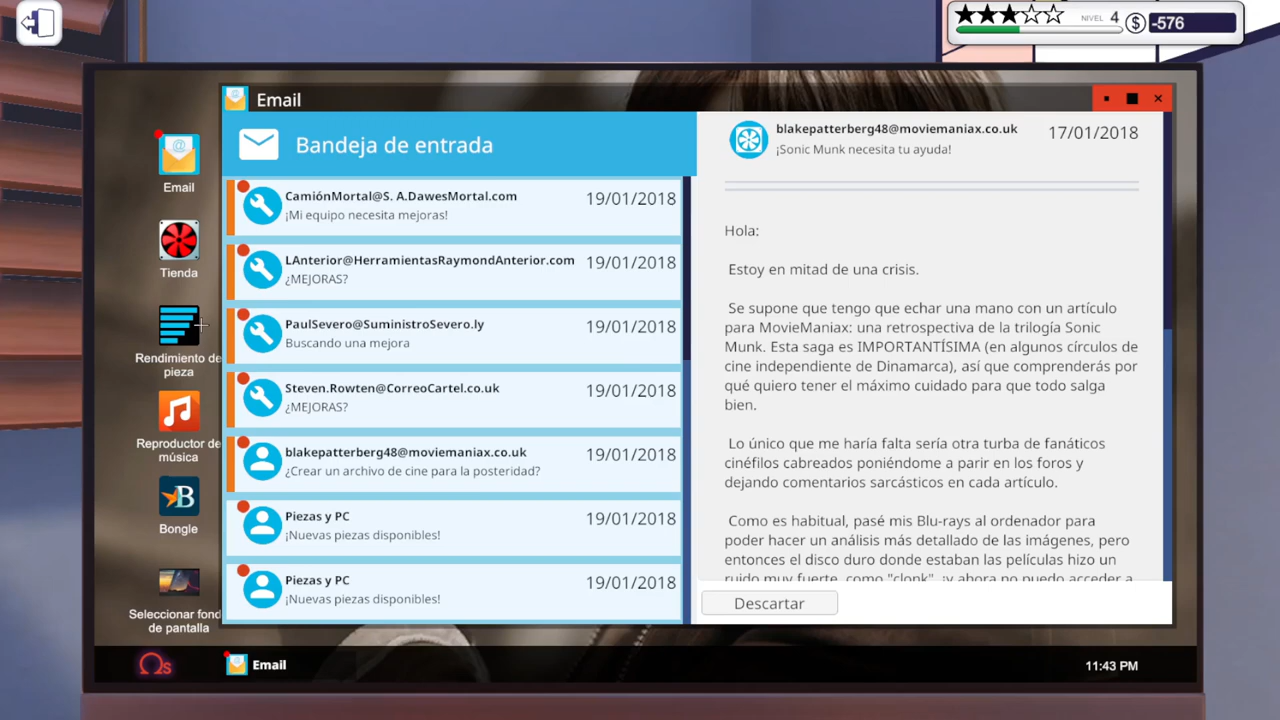 NIVEL 4
$ -576
Email
Tienda
Rendimiento de
pieza
Reproductor de
música
Bongle
Seleccionar fond
de pantalla
Email
Bandeja de entrada
CamiónMortal@S. A.DawesMortal.com
19/01/2018
¡Mi equipo necesita mejoras!
LAnterior@HerramientasRaymondAnterior.com
19/01/2018
¿MEJORAS?
PaulSevero@SuministroSevero.ly
19/01/2018
Buscando una mejora
Steven.Rowten@CorreoCartel.co.uk
19/01/2018
¿MEJORAS?
blakepatterberg48@moviemaniax.co.uk
19/01/2018
¿Crear un archivo de cine para la posteridad?
Piezas y PC
19/01/2018
¡Nuevas piezas disponibles!
Piezas y PC
19/01/2018
¡Nuevas piezas disponibles!
blakepatterberg48@moviemaniax.co.uk
17/01/2018
¡Sonic Munk necesita tu ayuda!
Hola:
Estoy en mitad de una crisis.
Se supone que tengo que echar una mano con un artículo
para MovieManiax: una retrospectiva de la trilogía Sonic
Munk. Esta saga es IMPORTANTÍSIMA (en algunos círculos de
cine independiente de Dinamarca), así que comprenderás por
qué quiero tener el máximo cuidado para que todo salga
bien.
Lo único que me haría falta sería otra turba de fanáticos
cinéfilos cabreados poniéndome a parir en los foros y
dejando comentarios sarcásticos en cada artículo.
Como es habitual, pasé mis Blu-rays al ordenador para
poder hacer un análisis más detallado de las imágenes, pero
entonces el disco duro donde estaban las películas hizo un
ruido muy fuerte, como "clonk", ¡y ahora no puedo acceder a
Descartar
Ωs
Email
11:43 PM